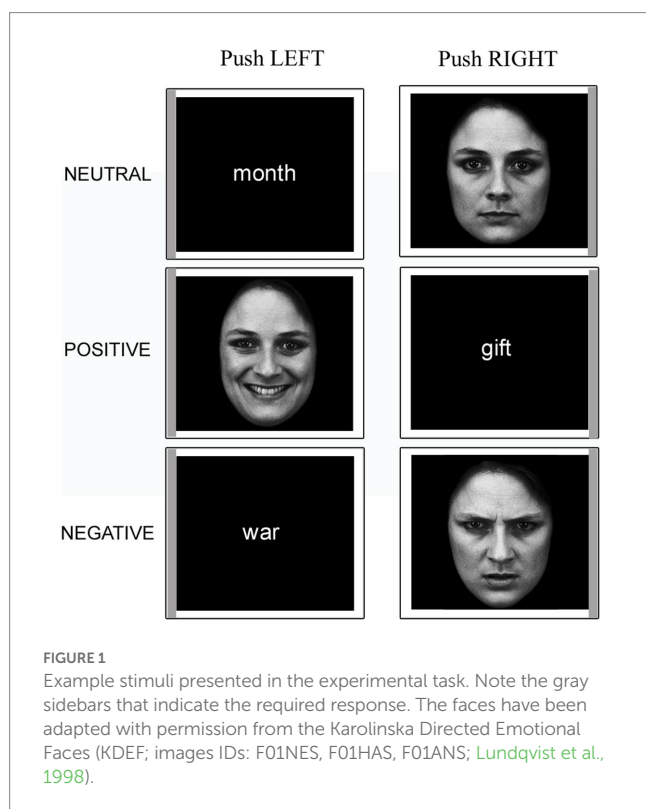 Push LEFT Push RIGHT
NEUTRAL month
POSITIVE gift
NEGATIVE war
FIGURE 1
Example stimuli presented in the experimental task. Note the gray
sidebars that indicate the required response. The faces have been
adapted with permission from the Karolinska Directed Emotional
Faces (KDEF; images IDs: F01NES, F01HAS, F01ANS; Lundqvist et al.,
1998).